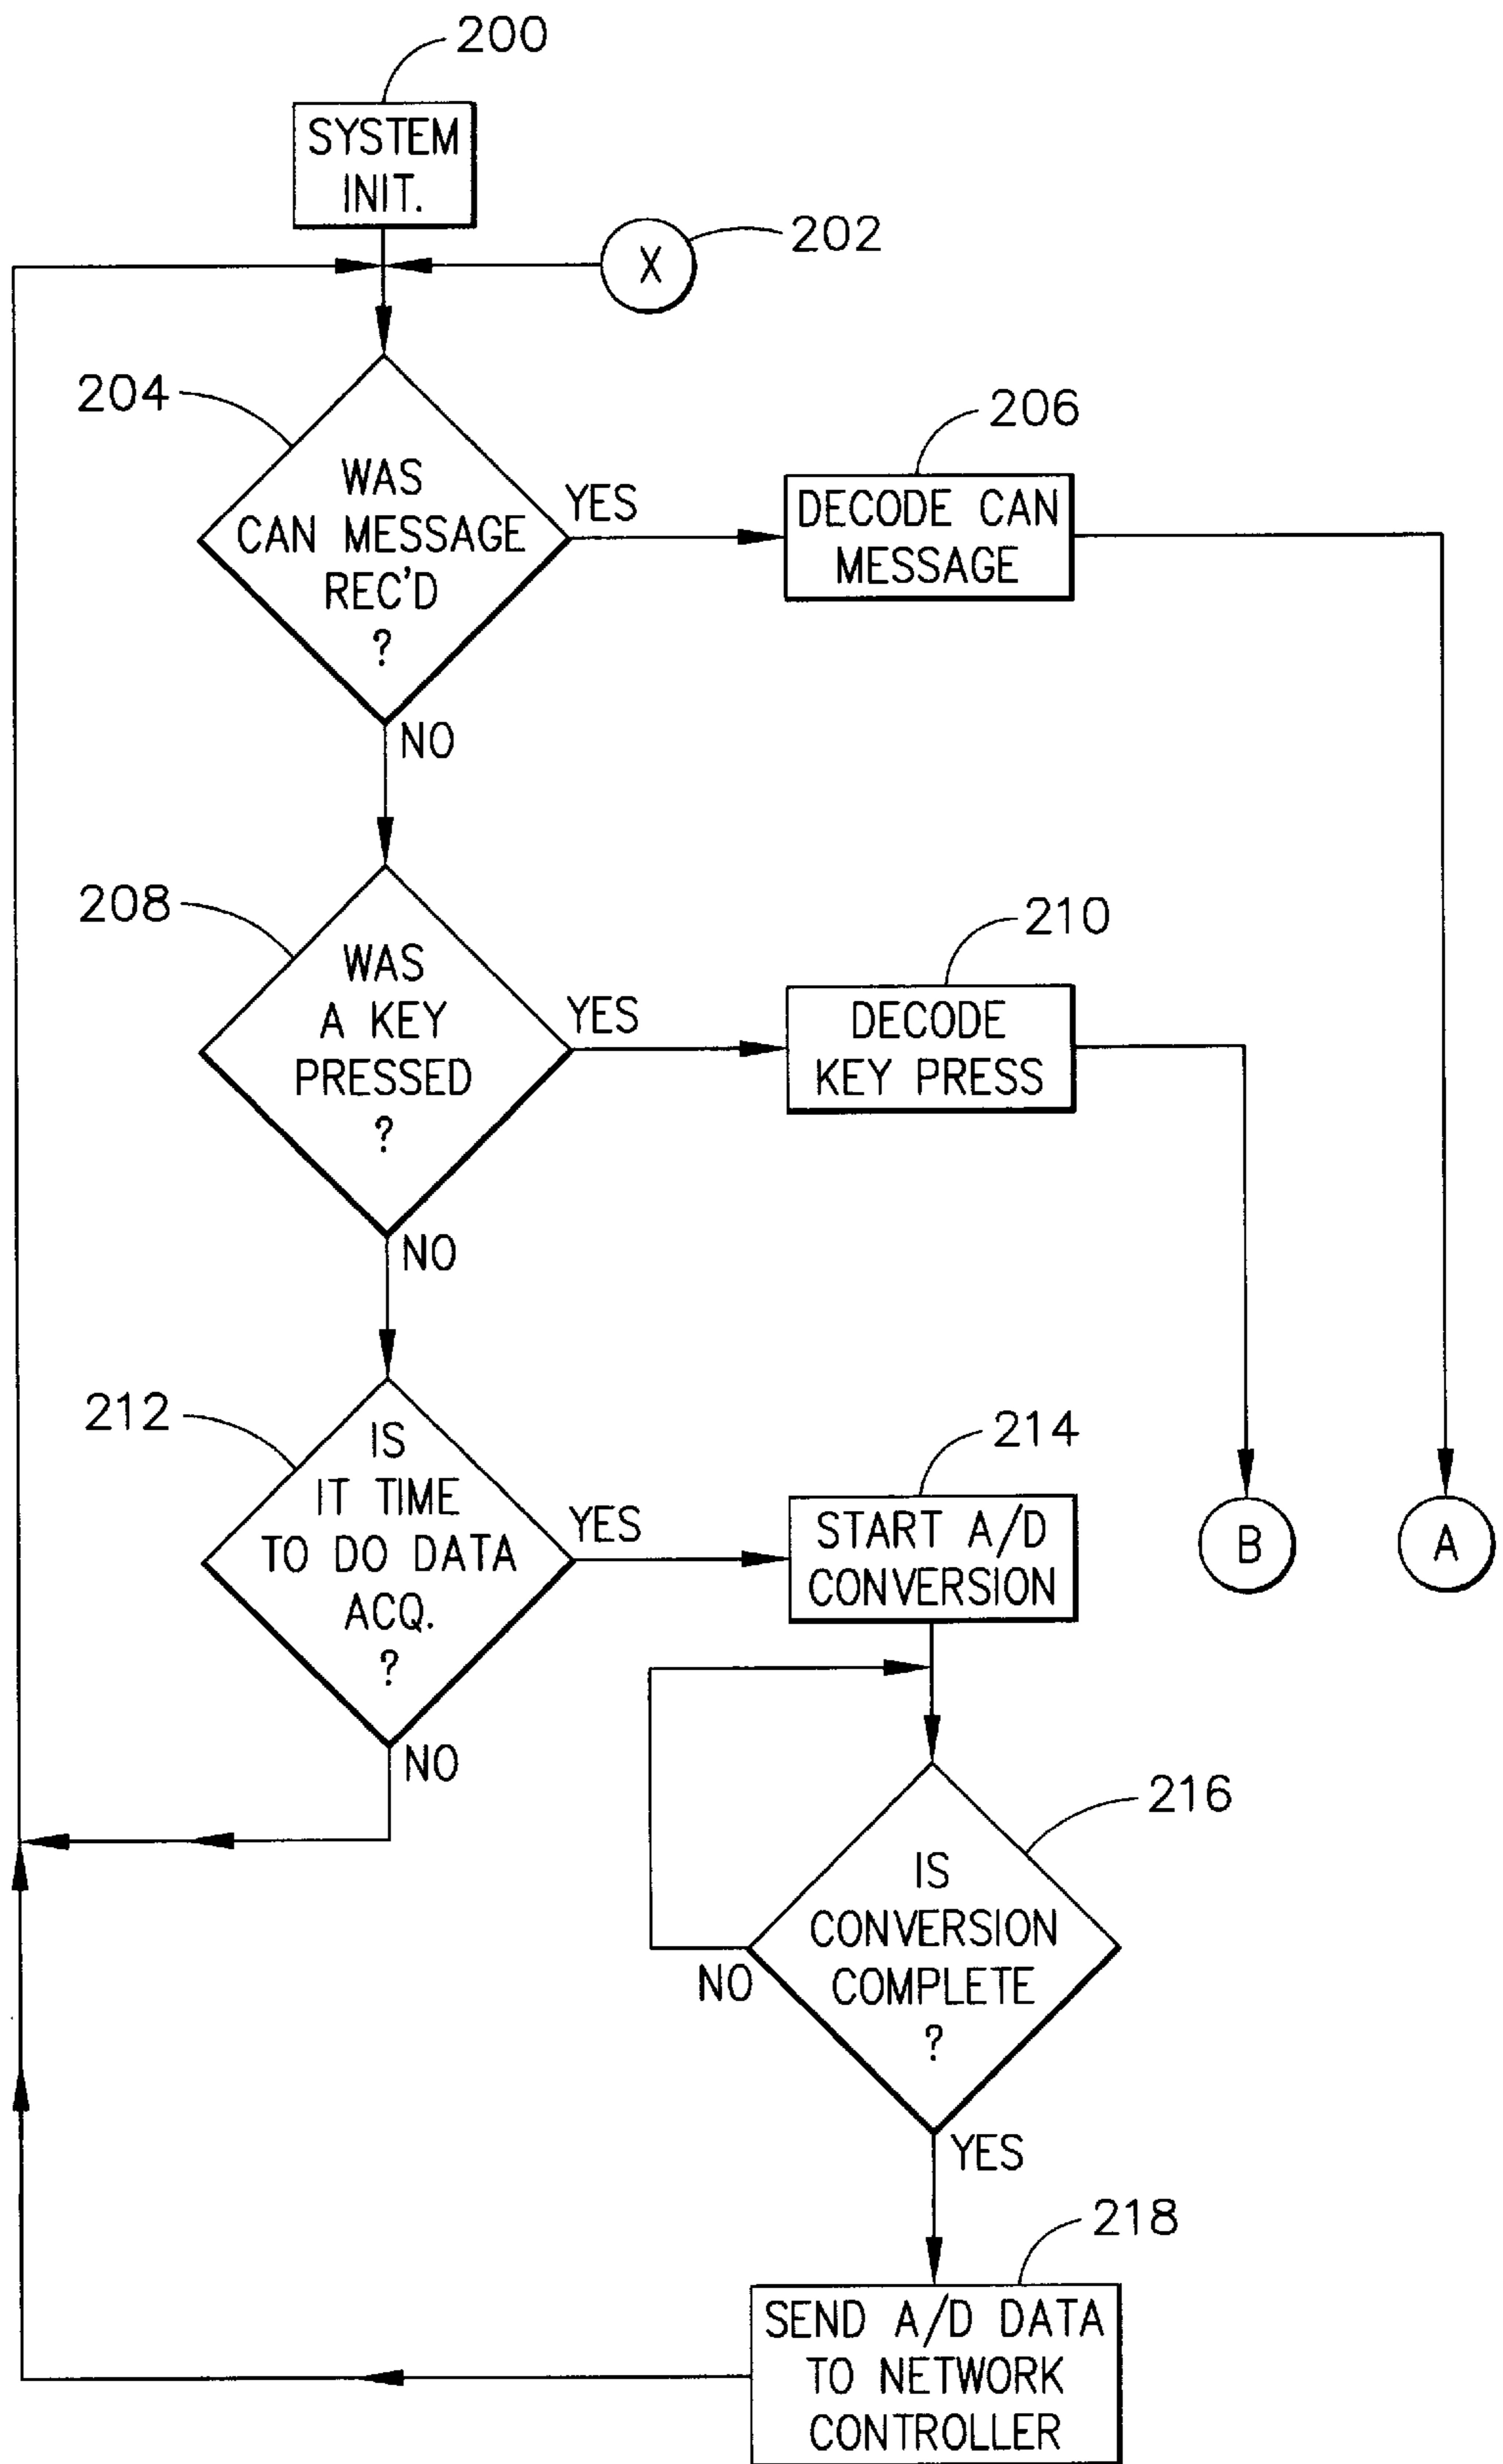 200
SYSTEM
INIT.
X
202
204
WAS
CAN MESSAGE
REC'D
?
YES
NO
206
DECODE CAN
MESSAGE
208
WAS
A KEY
PRESSED
?
YES
NO
210
DECODE
KEY PRESS
212
IS
IT TIME
TO DO DATA
ACQ.
?
YES
NO
214
START A/D
CONVERSION
B
A
216
IS
CONVERSION
COMPLETE
?
NO
YES
218
SEND A/D DATA
TO NETWORK
CONTROLLER